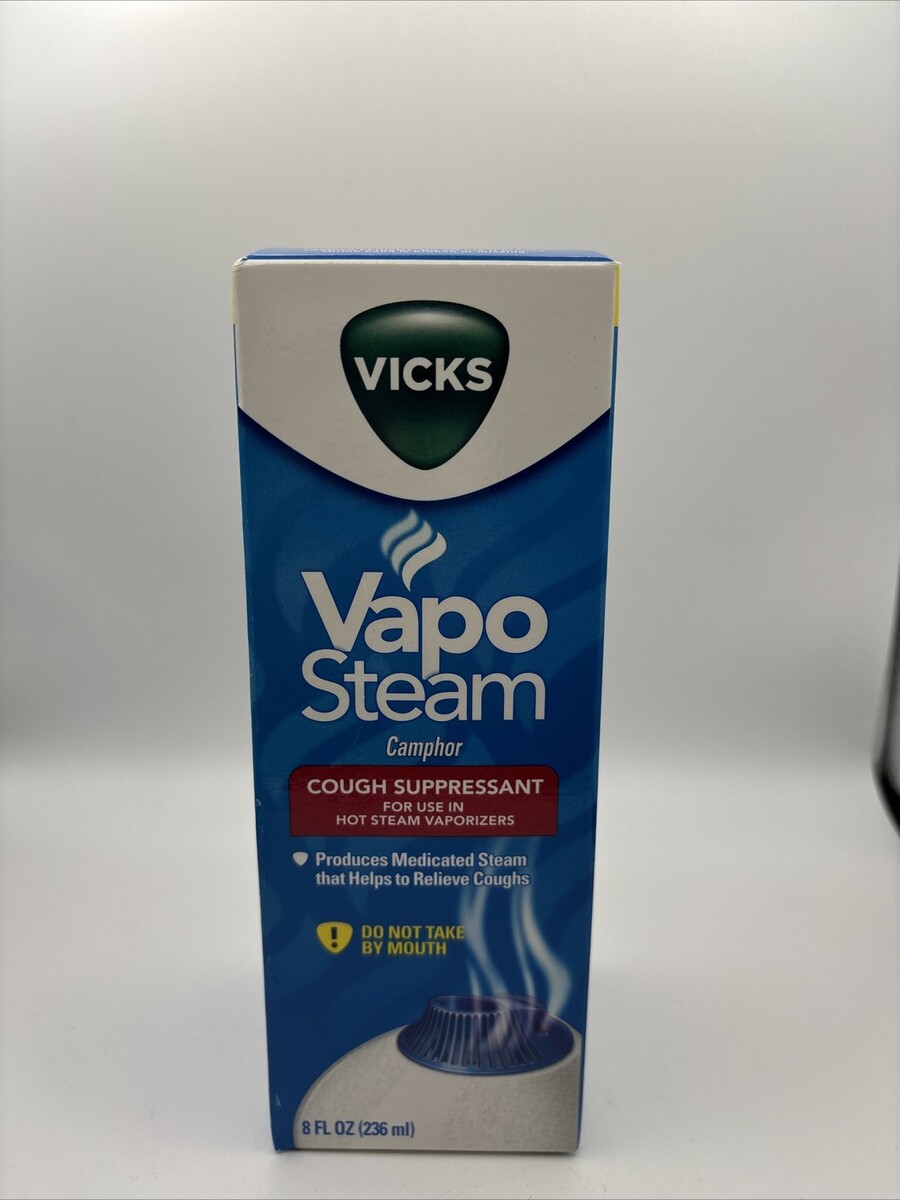 VICKS
Vapo
Steam
Camphor
COUGH SUPPRESSANT
FOR USE IN
HOT STEAM VAPORIZERS
Produces Medicated Steam
that Helps to Relieve Coughs
! DO NOT TAKE
BY MOUTH
8 FL OZ (236 ml)